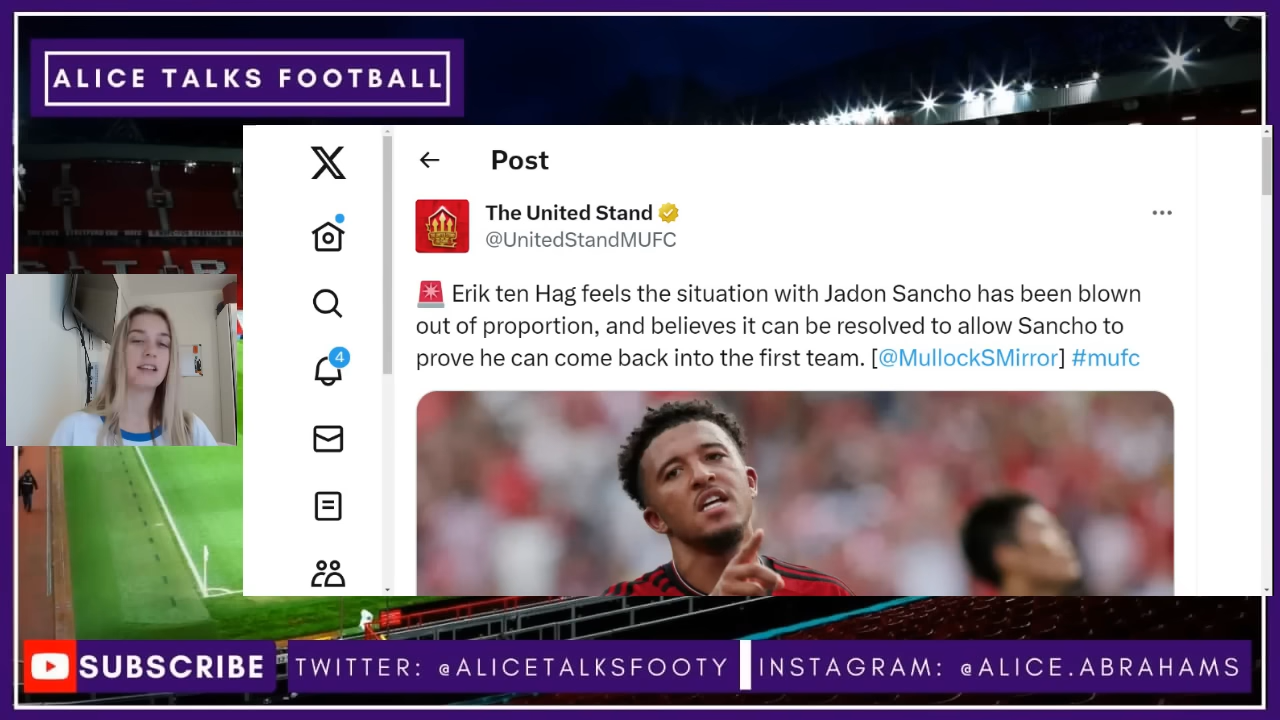 ALICE TALKS FOOTBALL
Post
The United Stand
@UnitedStandMUFC
Erik ten Hag feels the situation with Jadon Sancho has been blown
out of proportion, and believes it can be resolved to allow Sancho to
prove he can come back into the first team. [@MullockSMirror] #mufc
4
SUBSCRIBE
TWITTER: @ALICETALKSFOOTY
INSTAGRAM: @ALICE.ABRAHAMS